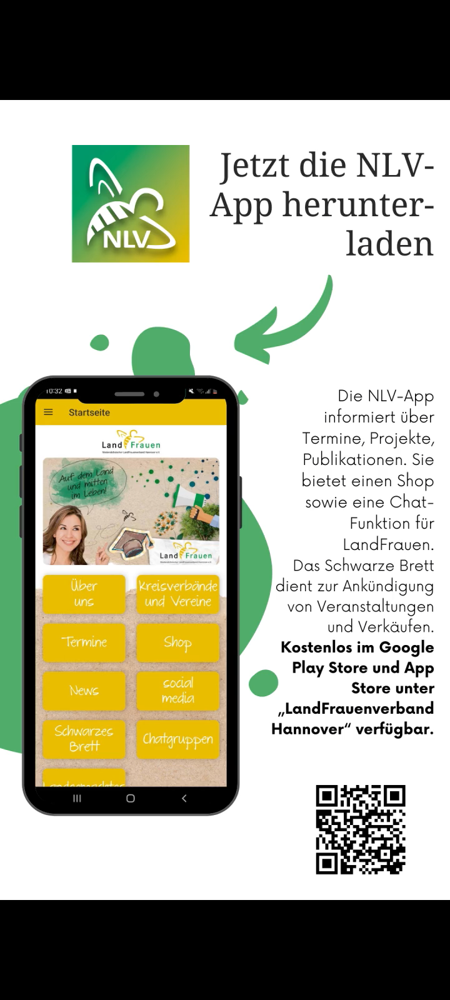 NLV
Jetzt die NLV-
App herunter-
laden
10:32
Startseite
Land Frauen
Niedersächsischer LandFrauenverband Hannover e.V.
Auf dem Land
und mitten
im Leben!
Land Frauen
Niedersächsischer LandFrauenverband Hannover e.V.
Über
uns
Kreisverbände
und Vereine
Termine
Shop
News
social
media
Schwarzes
Brett
Chatgruppen
Die NLV-App
informiert über
Termine, Projekte,
Publikationen. Sie
bietet einen Shop
sowie eine Chat-
Funktion für
LandFrauen.
Das Schwarze Brett
dient zur Ankündigung
von Veranstaltungen
und Verkäufen.
Kostenlos im Google
Play Store und App
Store unter
„LandFrauenverband
Hannover“ verfügbar.